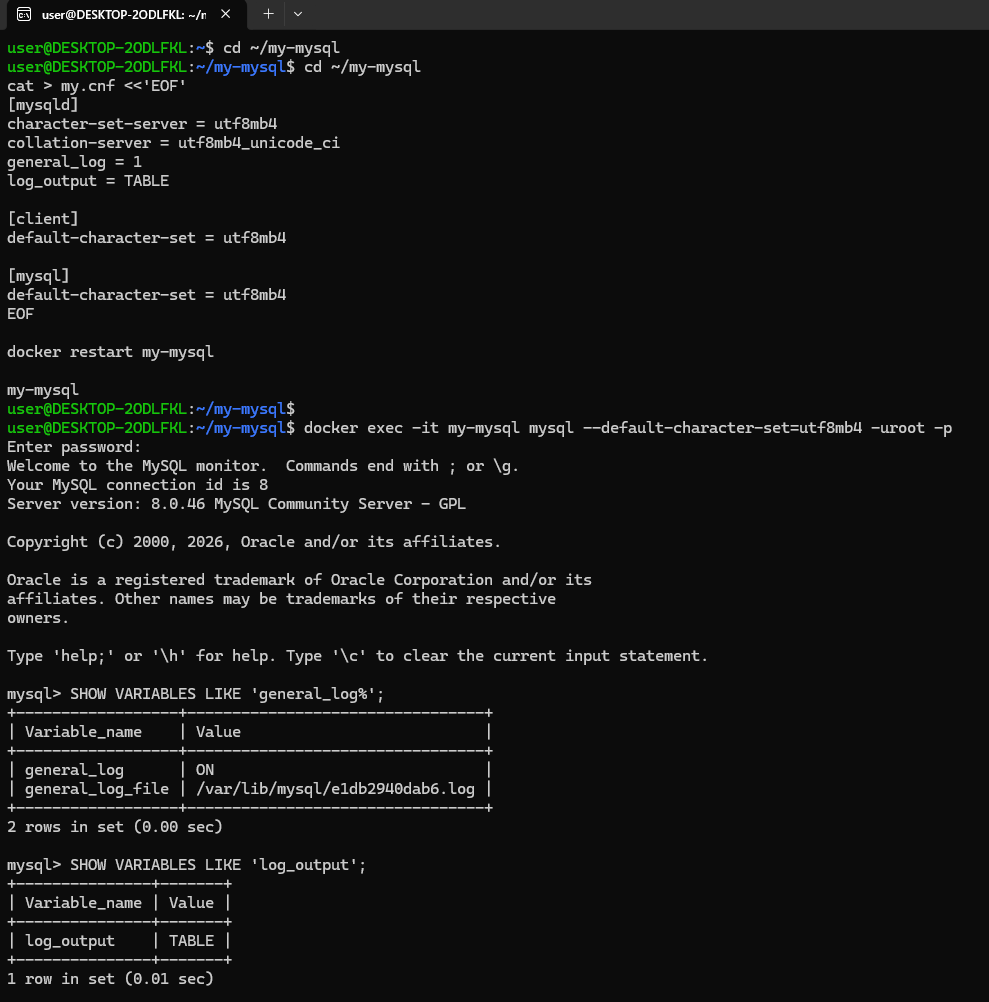 user@DESKTOP-2ODLFKL: ~/n
user@DESKTOP-2ODLFKL:~$ cd ~/my-mysql
user@DESKTOP-2ODLFKL:~/my-mysql$ cd ~/my-mysql
cat > my.cnf <<'EOF'
[mysqld]
character-set-server = utf8mb4
collation-server = utf8mb4_unicode_ci
general_log = 1
log_output = TABLE

[client]
default-character-set = utf8mb4

[mysql]
default-character-set = utf8mb4
EOF

docker restart my-mysql

my-mysql
user@DESKTOP-2ODLFKL:~/my-mysql$
user@DESKTOP-2ODLFKL:~/my-mysql$ docker exec -it my-mysql mysql --default-character-set=utf8mb4 -uroot -p
Enter password:
Welcome to the MySQL monitor.  Commands end with ; or \g.
Your MySQL connection id is 8
Server version: 8.0.46 MySQL Community Server - GPL

Copyright (c) 2000, 2026, Oracle and/or its affiliates.

Oracle is a registered trademark of Oracle Corporation and/or its
affiliates. Other names may be trademarks of their respective
owners.

Type 'help;' or '\h' for help. Type '\c' to clear the current input statement.

mysql> SHOW VARIABLES LIKE 'general_log%';
+------------------+---------------------------------+
| Variable_name    | Value                           |
+------------------+---------------------------------+
| general_log      | ON                              |
| general_log_file | /var/lib/mysql/e1db2940dab6.log |
+------------------+---------------------------------+
2 rows in set (0.00 sec)

mysql> SHOW VARIABLES LIKE 'log_output';
+---------------+-------+
| Variable_name | Value |
+---------------+-------+
| log_output    | TABLE |
+---------------+-------+
1 row in set (0.01 sec)